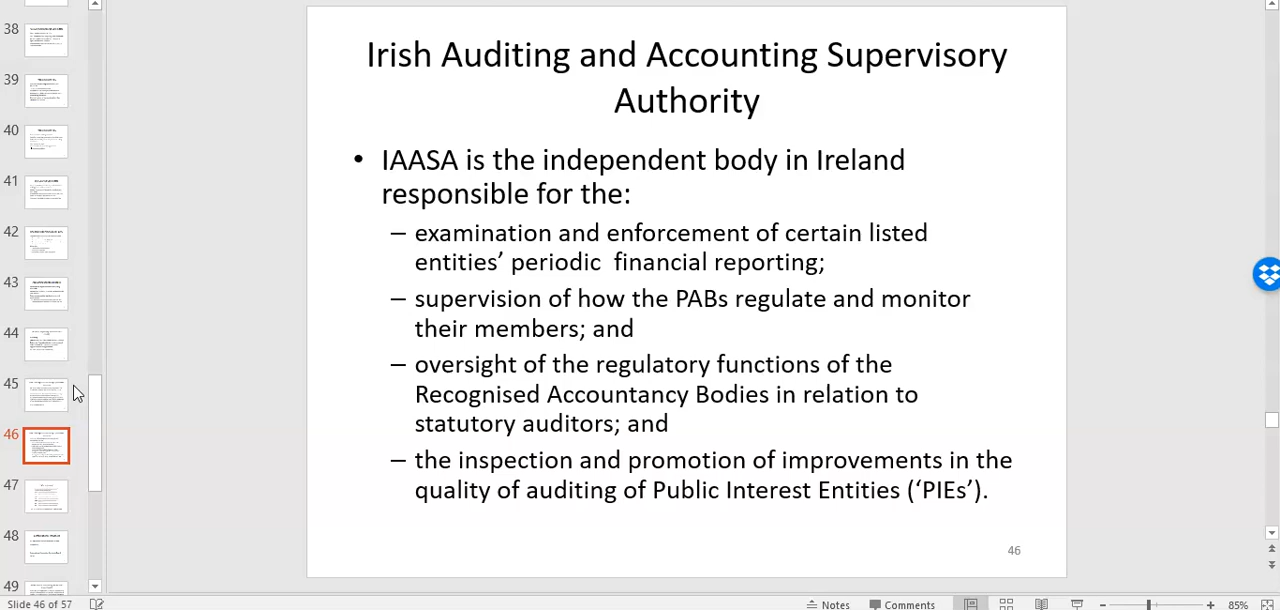 38
39
40
41
42
43
44
45
46
47
48
49
Irish Auditing and Accounting Supervisory
Authority
• IAASA is the independent body in Ireland
responsible for the:
– examination and enforcement of certain listed
entities’ periodic  financial reporting;
– supervision of how the PABs regulate and monitor
their members; and
– oversight of the regulatory functions of the
Recognised Accountancy Bodies in relation to
statutory auditors; and
– the inspection and promotion of improvements in the
quality of auditing of Public Interest Entities (‘PIEs’).
46
Slide 46 of 57
Notes
Comments
85%